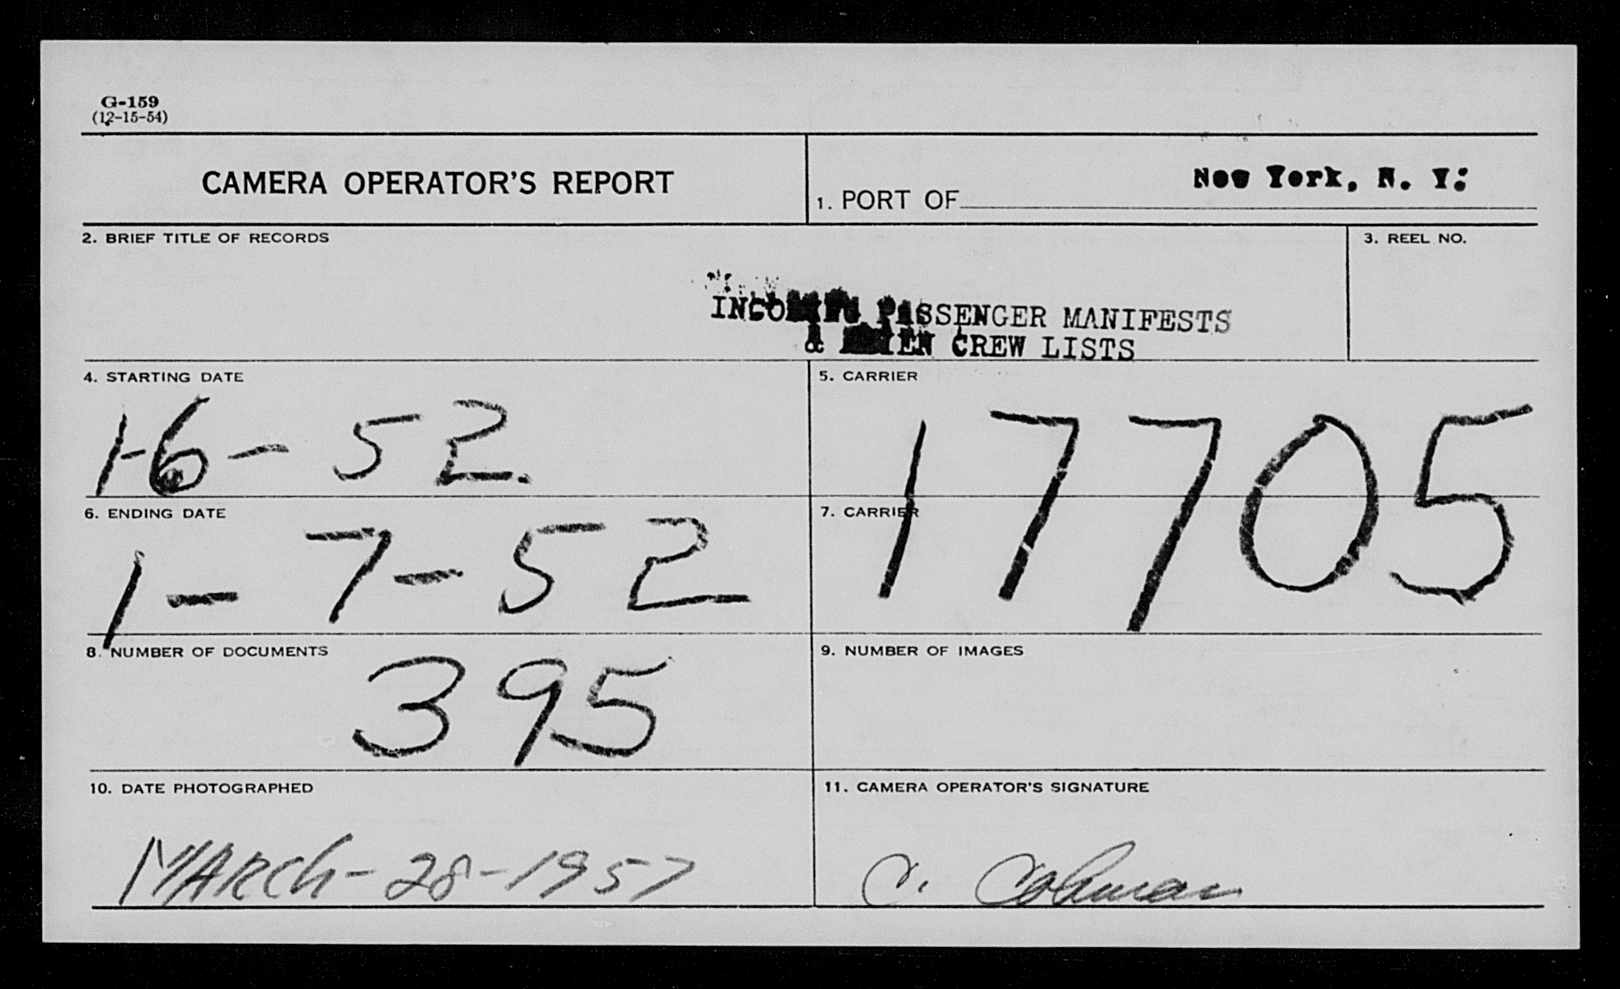 G-159
(12-15-54)
CAMERA OPERATOR'S REPORT
1. PORT OF New York, N. Y.
2. BRIEF TITLE OF RECORDS
3. REEL NO.
INCOMING PASSENGER MANIFESTS
& ALIEN CREW LISTS
4. STARTING DATE
1-6-52.
5. CARRIER
17705
6. ENDING DATE
1-7-52
7. CARRIER
8. NUMBER OF DOCUMENTS
395
9. NUMBER OF IMAGES
10. DATE PHOTOGRAPHED
MARCh-28-1957
11. CAMERA OPERATOR'S SIGNATURE
C. Colman